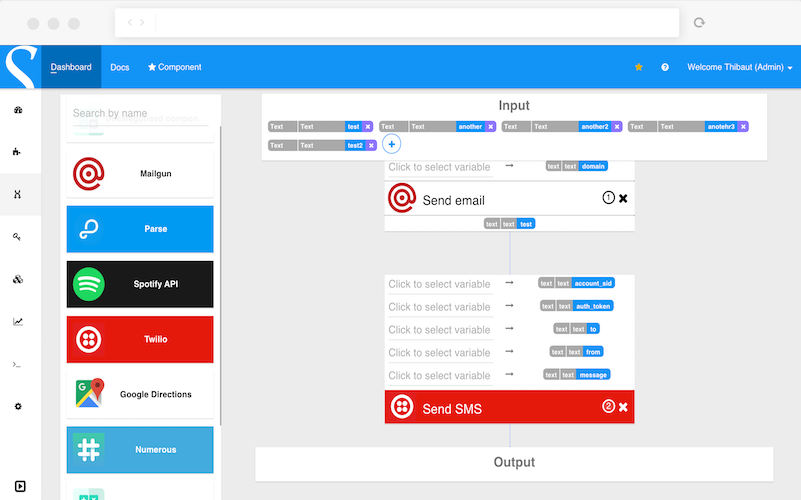 Dashboard Docs Component Welcome Thibaut (Admin)
Search by name
Mailgun
Parse
Spotify API
Twilio
Google Directions
Numerous
Input
Text Text test x Text Text another x Text Text another2 x Text Text anotehr3 x
Text Text test2 x +
Click to select variable → text text domain
Send email 1
text text test
Click to select variable → text text account_sid
Click to select variable → text text auth_token
Click to select variable → text text to
Click to select variable → text text from
Click to select variable → text text message
Send SMS 2
Output